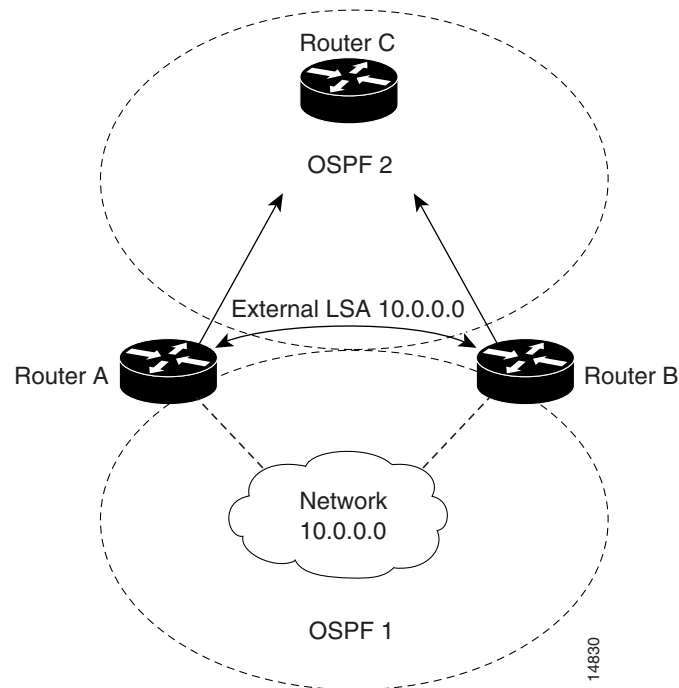 Router C
OSPF 2
External LSA 10.0.0.0
Router A
Router B
Network
10.0.0.0
OSPF 1
14830